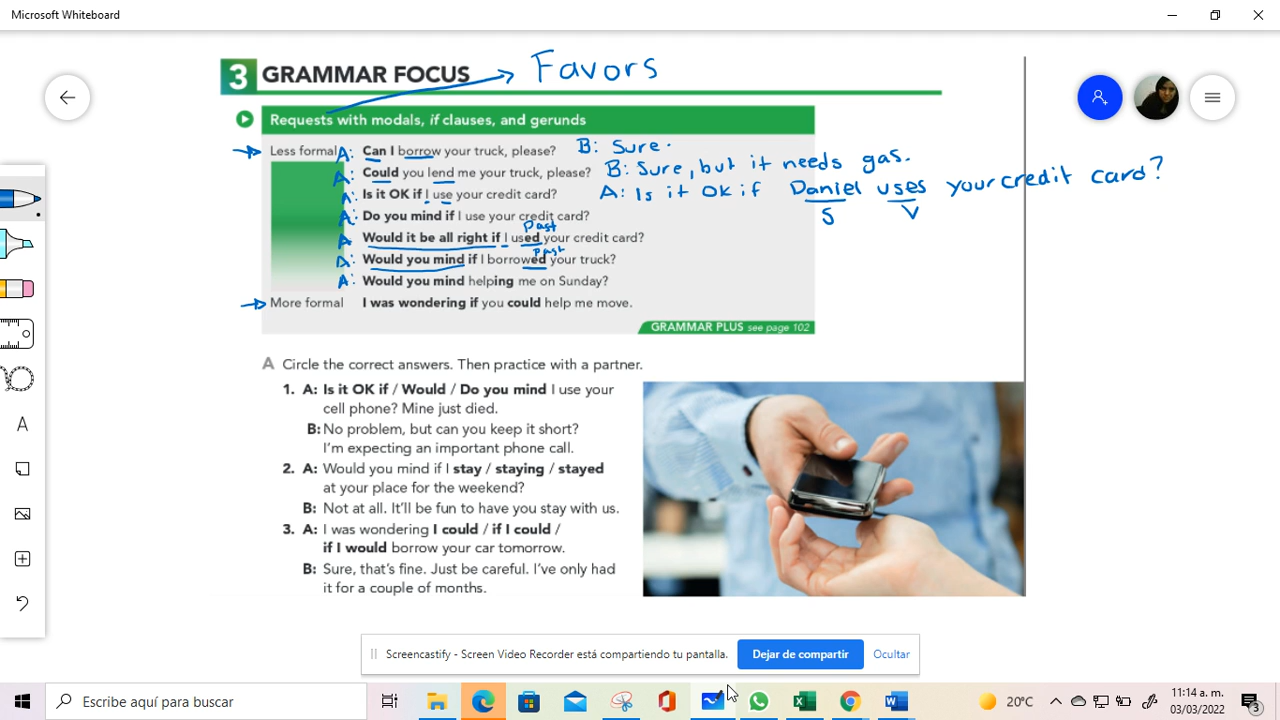 Microsoft Whiteboard
3 GRAMMAR FOCUS
Favors
Requests with modals, if clauses, and gerunds
Less formal A: Can I borrow your truck, please? B: Sure.
A: Could you lend me your truck, please? B: Sure, but it needs gas.
A: Is it OK if I use your credit card? A: Is it OK if Daniel uses your credit card?
S V
A: Do you mind if I use your credit card?
past
A Would it be all right if I used your credit card?
past
A: Would you mind if I borrowed your truck?
A: Would you mind helping me on Sunday?
More formal I was wondering if you could help me move.
GRAMMAR PLUS see page 102
A Circle the correct answers. Then practice with a partner.
1. A: Is it OK if / Would / Do you mind I use your
cell phone? Mine just died.
B: No problem, but can you keep it short?
I'm expecting an important phone call.
2. A: Would you mind if I stay / staying / stayed
at your place for the weekend?
B: Not at all. It'll be fun to have you stay with us.
3. A: I was wondering I could / if I could /
if I would borrow your car tomorrow.
B: Sure, that's fine. Just be careful. I've only had
it for a couple of months.
A
Screencastify - Screen Video Recorder está compartiendo tu pantalla. Dejar de compartir Ocultar
Escribe aquí para buscar
20°C
11:14 a. m.
03/03/2022
3